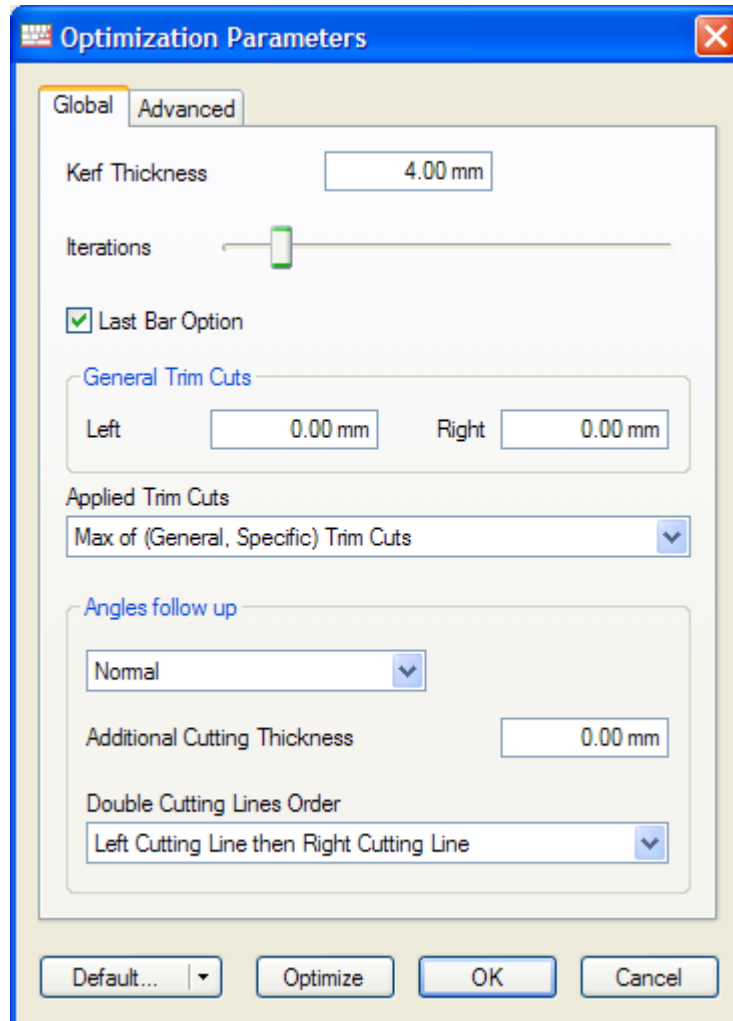 Optimization Parameters
Global Advanced
Kerf Thickness 4.00 mm
Iterations
Last Bar Option
General Trim Cuts
Left 0.00 mm Right 0.00 mm
Applied Trim Cuts
Max of (General, Specific) Trim Cuts
Angles follow up
Normal
Additional Cutting Thickness 0.00 mm
Double Cutting Lines Order
Left Cutting Line then Right Cutting Line
Default... Optimize OK Cancel